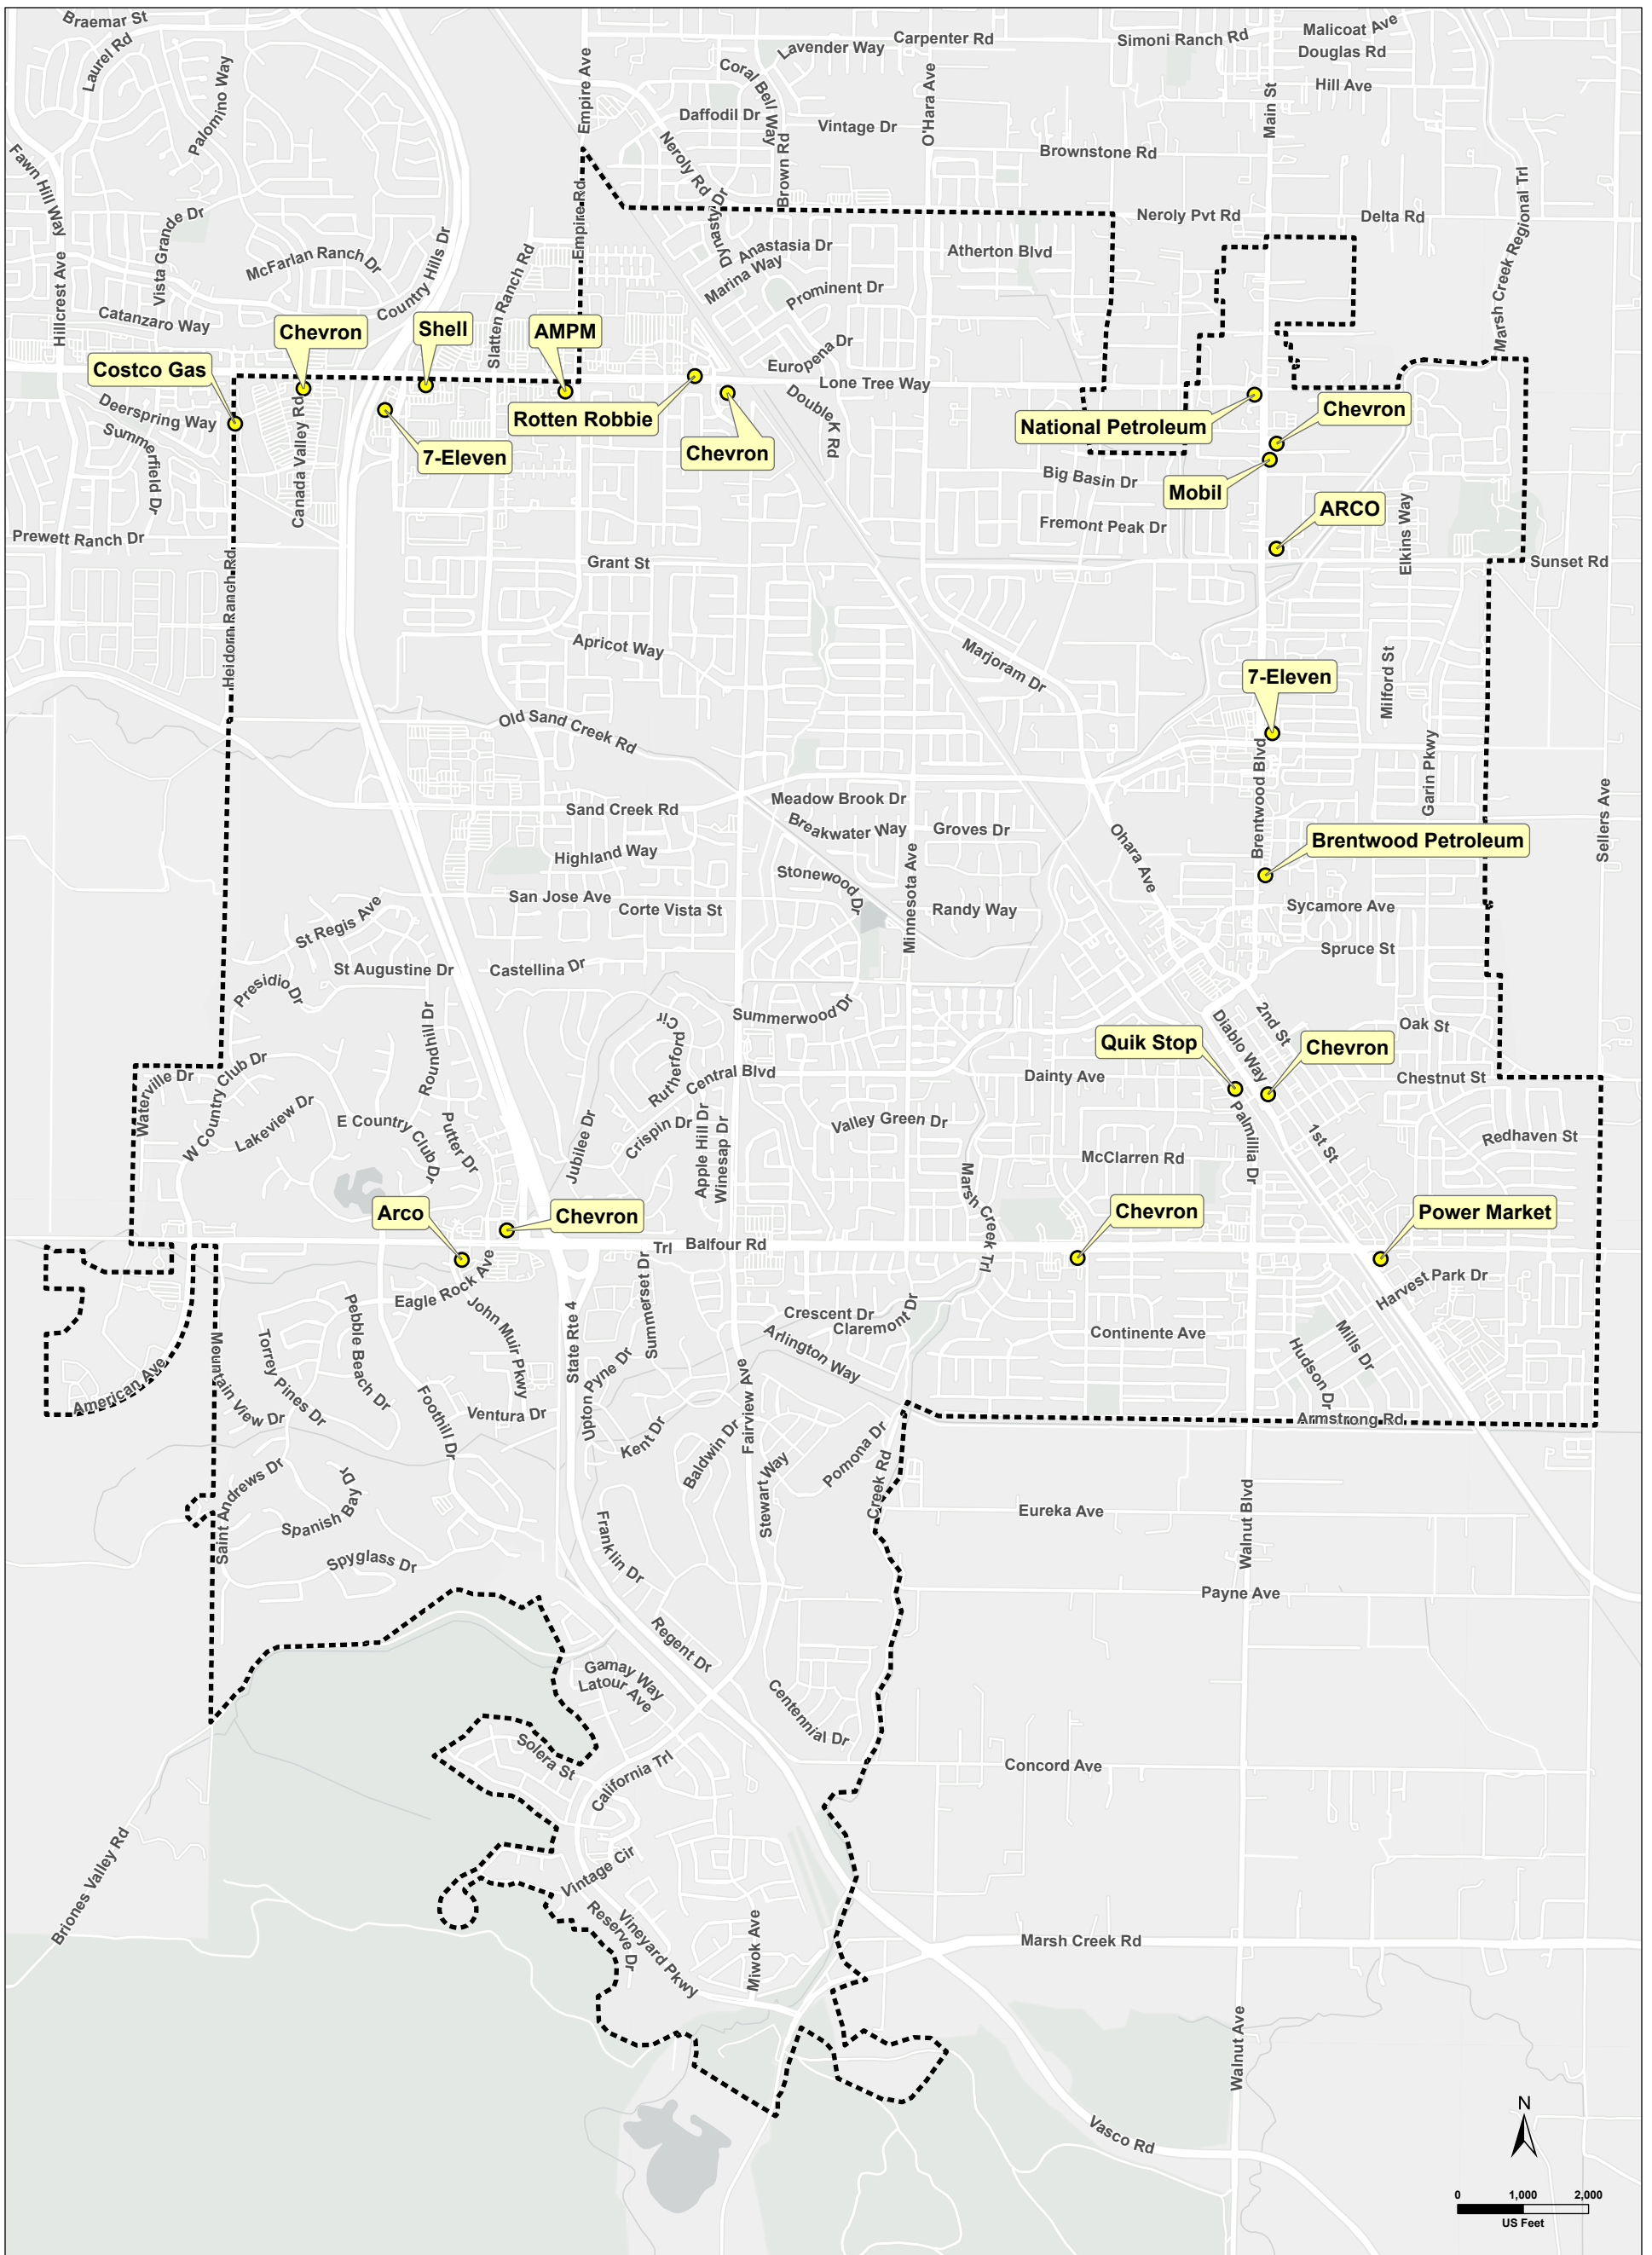 Braemar St
Laurel Rd
Palomino Way
Fawn Hill Way
Empire Ave
Lavender Way
Carpenter Rd
Simoni Ranch Rd
Malicoat Ave
Douglas Rd
Hill Ave
Coral Bell Way
Daffodil Dr
Vintage Dr
O'Hara Ave
Main St
Neroly Rd
Brown Rd
Brownstone Rd
Vista Grande Dr
Hillcrest Ave
McFarlan Ranch Dr
Country Hills Dr
Slatten Ranch Rd
Empire Rd
Dynasty Dr
Anastasia Dr
Marina Way
Prominent Dr
Atherton Blvd
Neroly Pvt Rd
Delta Rd
Marsh Creek Regional Trl
Catanzaro Way
Chevron
Shell
AMPM
Costco Gas
Europena Dr
Lone Tree Way
Double K Rd
Deerspring Way
Summerfield Dr
Canada Valley Rd
7-Eleven
Rotten Robbie
Chevron
National Petroleum
Chevron
Mobil
ARCO
Big Basin Dr
Fremont Peak Dr
Elkins Way
Prewett Ranch Dr
Heidorn Ranch Rd
Grant St
Sunset Rd
Apricot Way
Marjoram Dr
7-Eleven
Milford St
Old Sand Creek Rd
Garin Pkwy
Brentwood Blvd
Sellers Ave
Sand Creek Rd
Meadow Brook Dr
Breakwater Way
Groves Dr
Ohara Ave
Brentwood Petroleum
Highland Way
Stonewood Dr
Minnesota Ave
San Jose Ave
Corte Vista St
Randy Way
Sycamore Ave
Spruce St
St Regis Ave
St Augustine Dr
Castellina Dr
Presidio Dr
Roundhill Dr
Summerwood Dr
Rutherford Cir
Central Blvd
Diablo Way
2nd St
Oak St
Quik Stop
Chevron
Dainty Ave
Chestnut St
Waterville Dr
W Country Club Dr
Lakeview Dr
E Country Club Dr
Putter Dr
Jubilee Dr
Crispin Dr
Apple Hill Dr
Winesap Dr
Valley Green Dr
McClarren Rd
Palmillia Dr
1st St
Redhaven St
Marsh Creek Trl
Arco
Chevron
Chevron
Power Market
Trl
Balfour Rd
Eagle Rock Ave
John Muir Pkwy
State Rte 4
Summerset Dr
Crescent Dr
Claremont Dr
Arlington Way
Continente Ave
Harvest Park Dr
Mills Dr
Hudson Dr
Armstrong Rd
American Ave
Mountain View Dr
Torrey Pines Dr
Pebble Beach Dr
Foothill Dr
Ventura Dr
Upton Pyne Dr
Kent Dr
Baldwin Dr
Fairview Ave
Stewart Way
Pomona Dr
Creek Rd
Saint Andrews Dr
Spanish Bay Dr
Spyglass Dr
Franklin Dr
Eureka Ave
Walnut Blvd
Payne Ave
Regent Dr
Gamay Way
Latour Ave
Centennial Dr
Solera St
California Trl
Concord Ave
Briones Valley Rd
Vintage Cir
Reserve Dr
Vineyard Pkwy
Miwok Ave
Marsh Creek Rd
Walnut Ave
Vasco Rd
N
0 1,000 2,000
US Feet